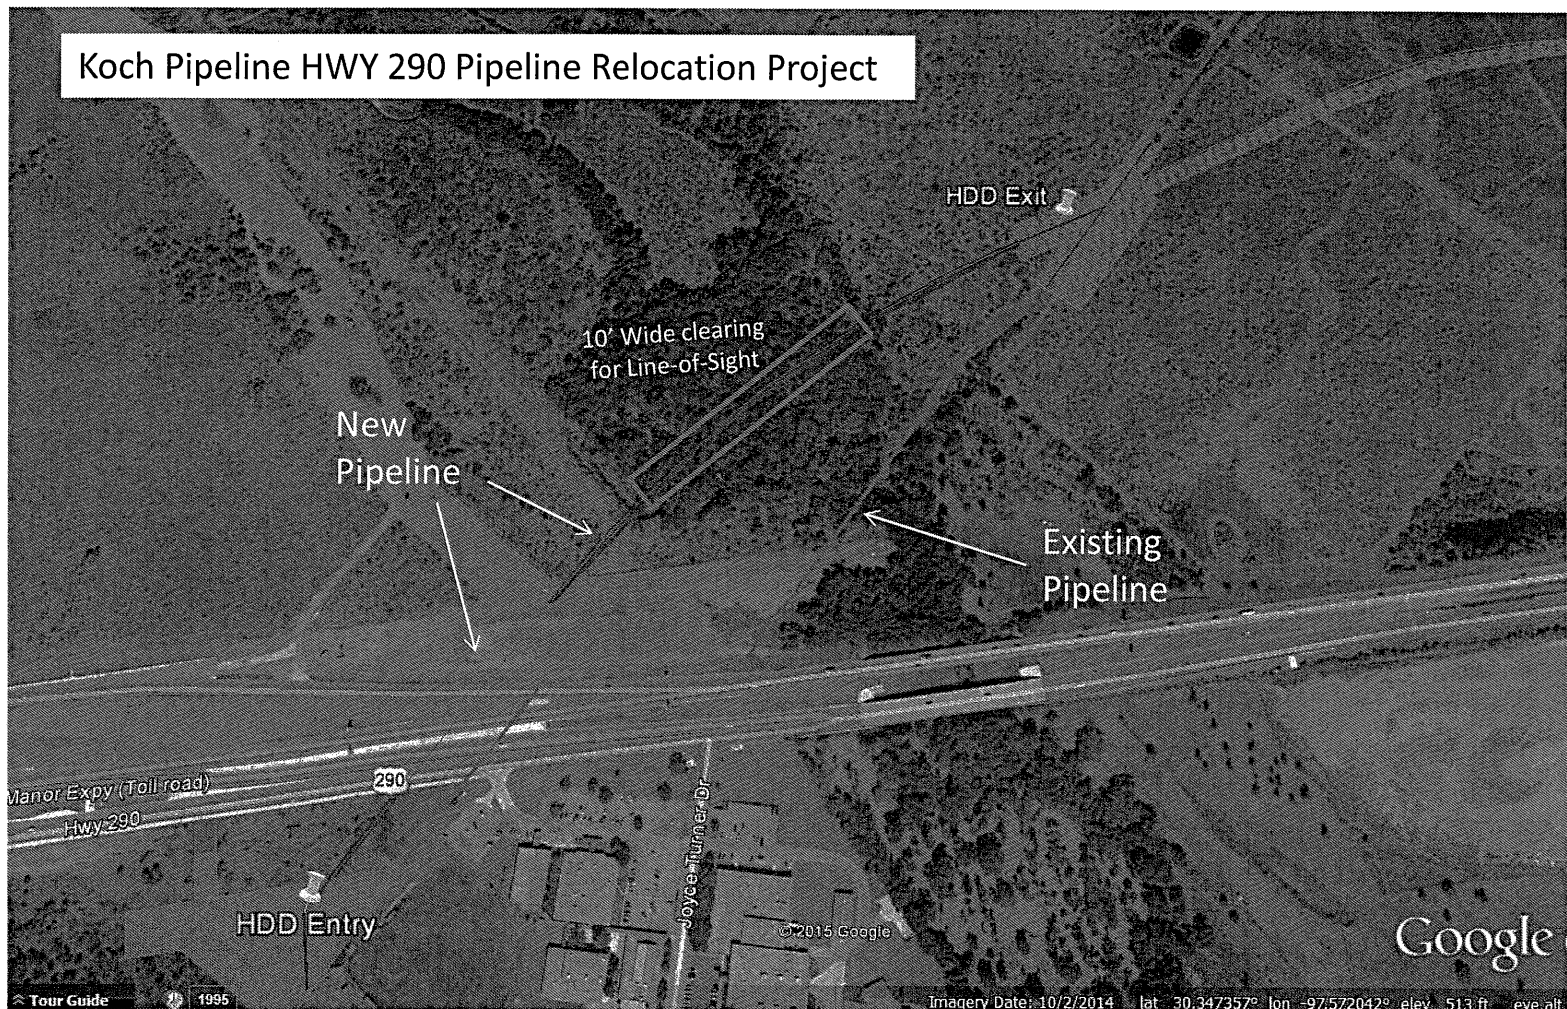 Koch Pipeline HWY 290 Pipeline Relocation Project
HDD Exit
10' Wide clearing
for Line-of-Sight
New
Pipeline
Existing
Pipeline
Manor Expy (Toll road)
290
Hwy 290
Joyce Turner Dr
HDD Entry
© 2015 Google
Google
Tour Guide
1995
Imagery Date: 10/2/2014 lat 30.347357° lon -97.572042° elev 513 ft eye alt